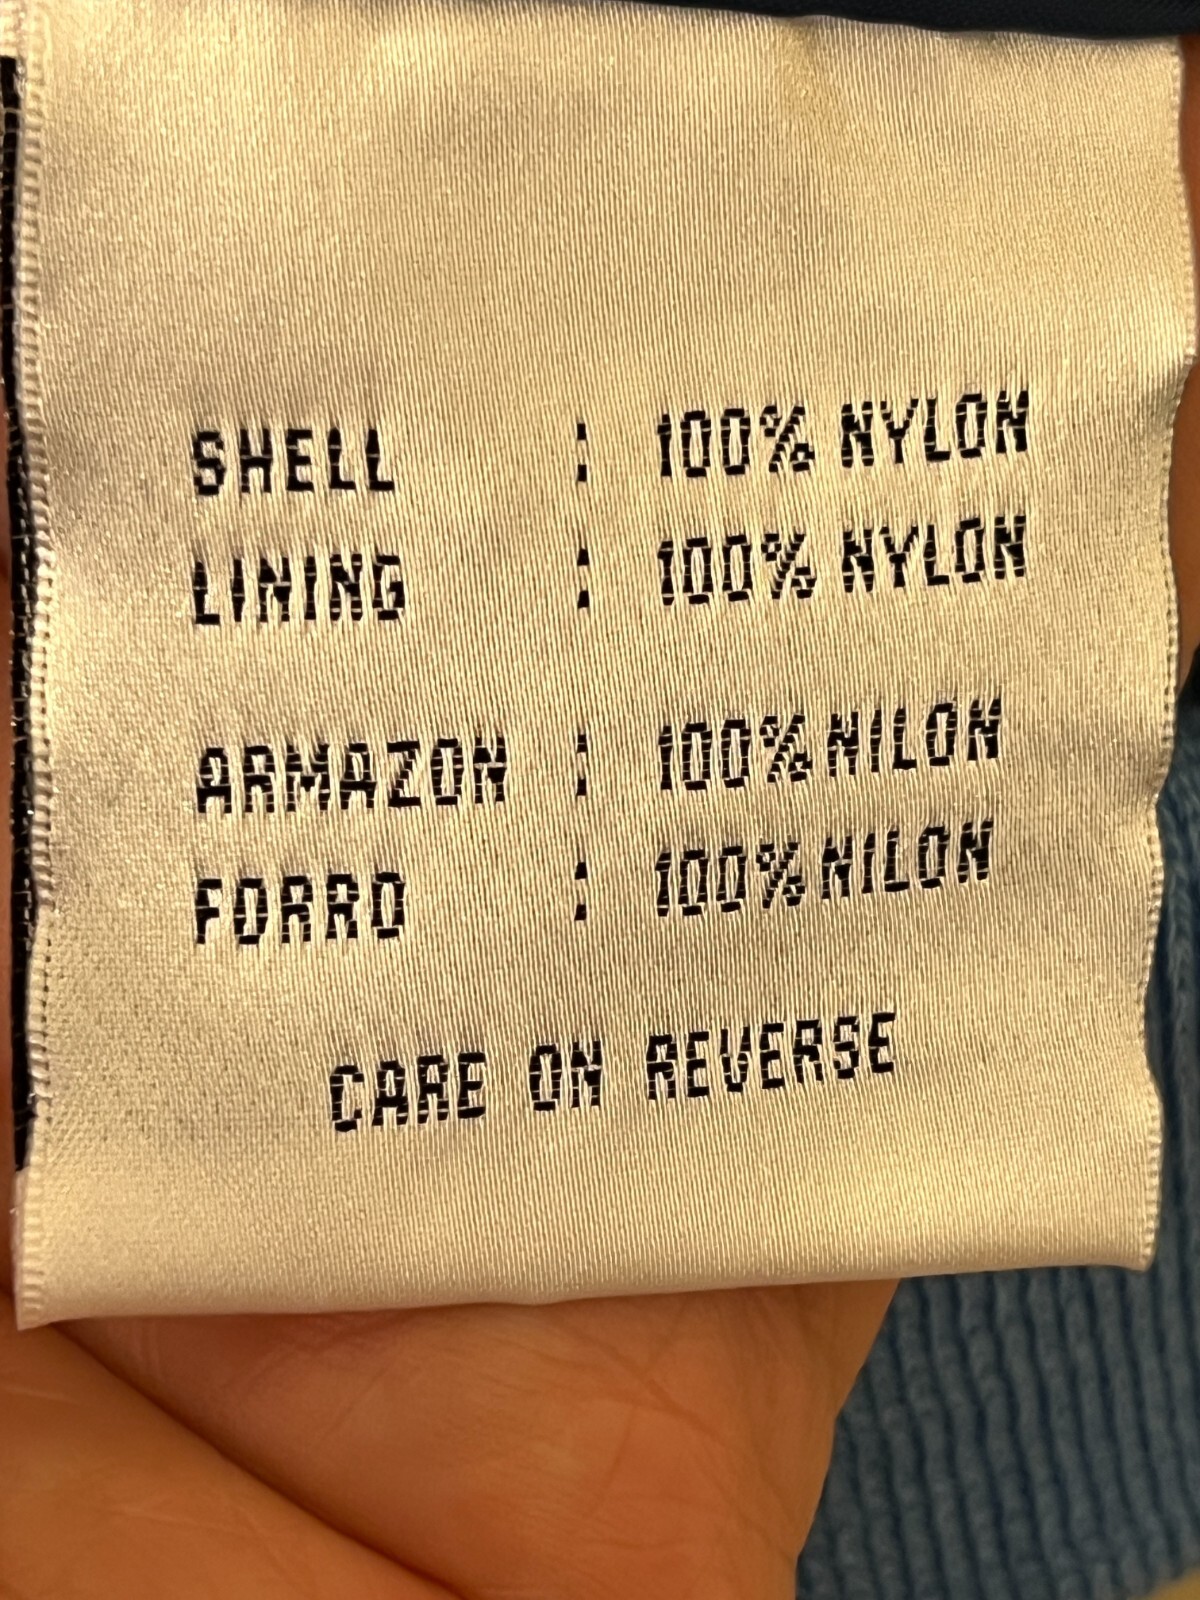 SHELL : 100% NYLON
LINING : 100% NYLON
ARMAZON : 100% NILON
FORRO : 100% NILON
CARE ON REVERSE